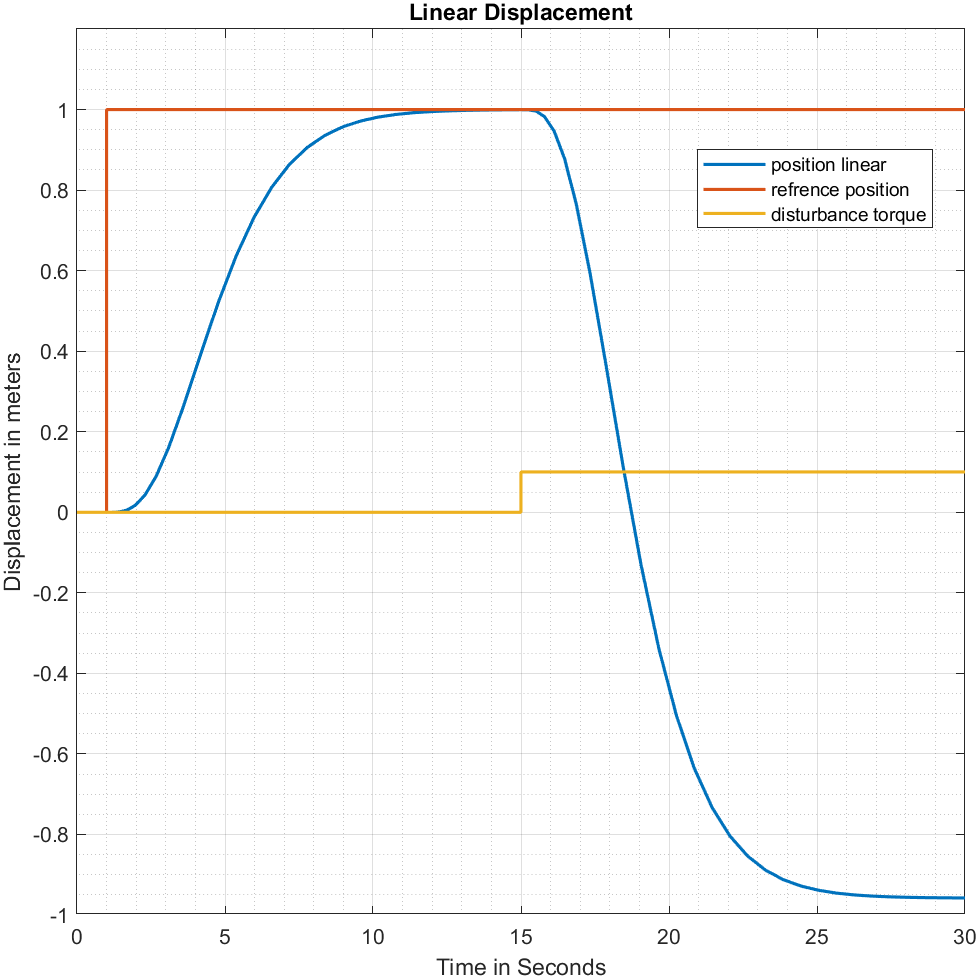 Linear Displacement
Displacement in meters
1
0.8
0.6
0.4
0.2
0
-0.2
-0.4
-0.6
-0.8
-1
position linear
refrence position
disturbance torque
0 5 10 15 20 25 30
Time in Seconds